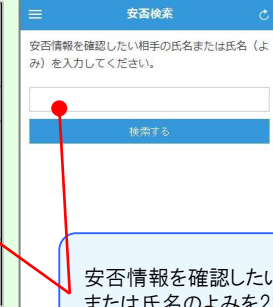 安否検索
安否情報を確認したい相手の氏名または氏名（よ
み）を入力してください。
検索する
安否情報を確認したい
または氏名のよみを2